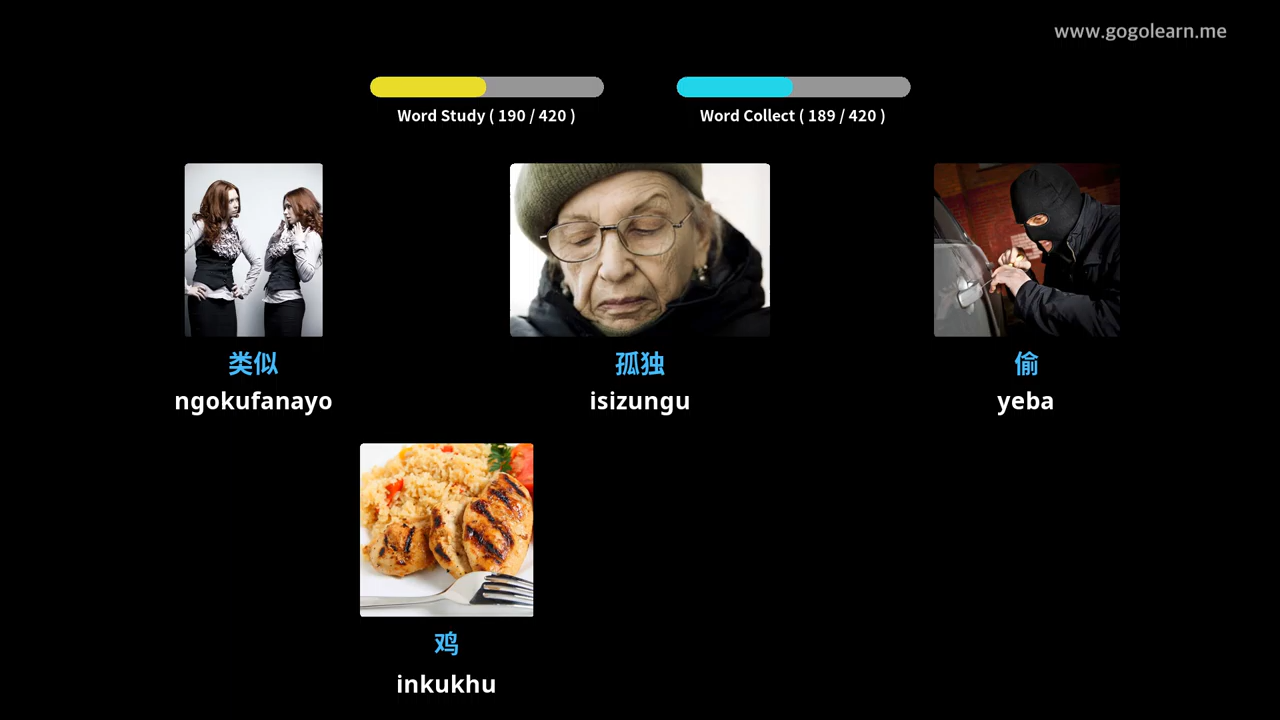 www.gogolearn.me
Word Study ( 190 / 420 )
Word Collect ( 189 / 420 )
类似
ngokufanayo
孤独
isizungu
偷
yeba
鸡
inkukhu